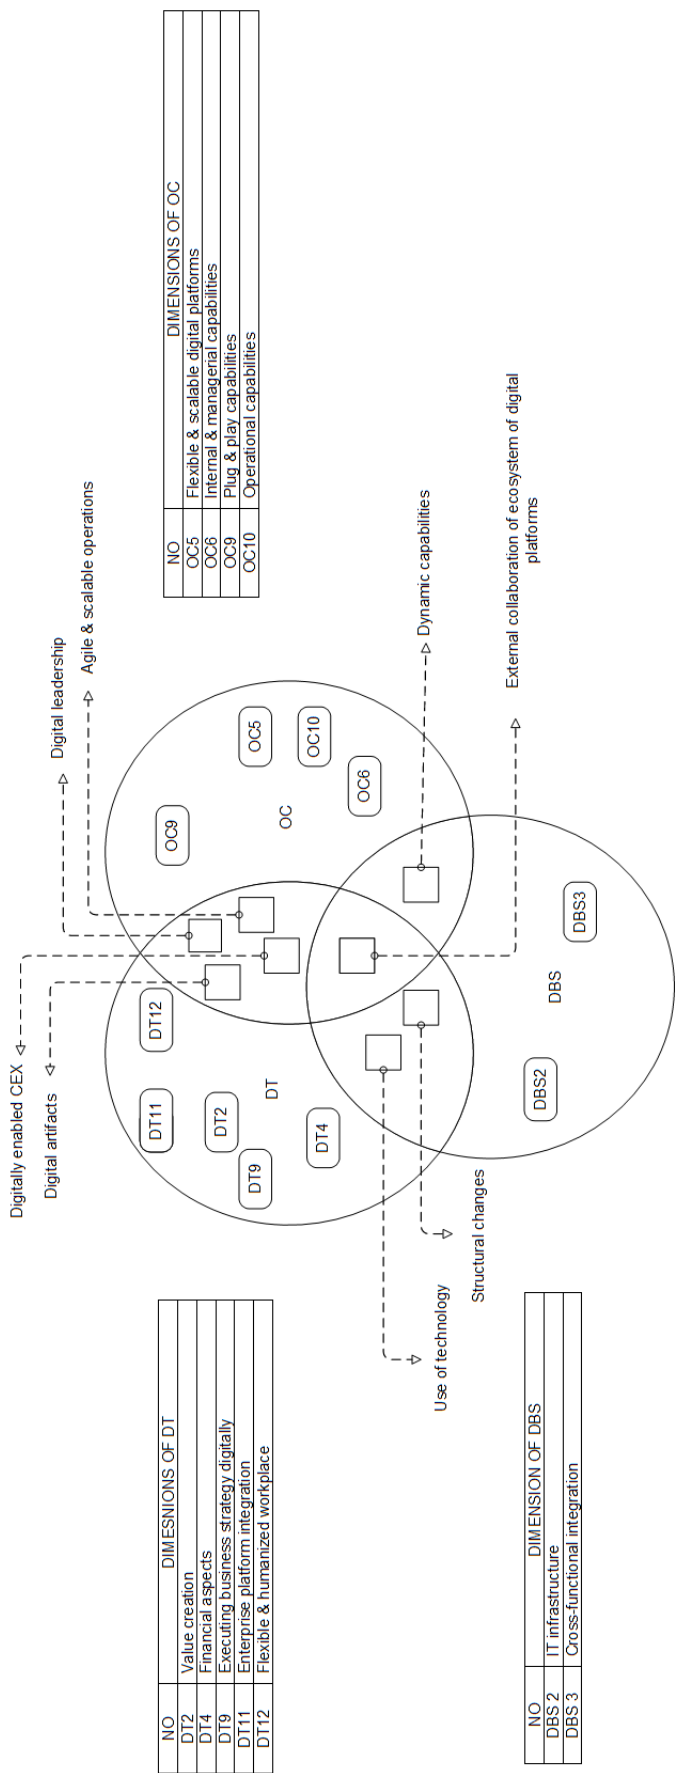 NO DIMESNIONS OF DT
DT2 Value creation
DT4 Financial aspects
DT9 Executing business strategy digitally
DT11 Enterprise platform integration
DT12 Flexible & humanized workplace
NO DIMENSION OF DBS
DBS 2 IT infrastructure
DBS 3 Cross-functional integration
Digitally enabled CEX
Digital artifacts
Use of technology
Structural changes
DT11
DT12
DT2
DT9
DT
DT4
DBS2
DBS
DBS3
OC9
OC5
OC
OC10
OC6
Digital leadership
Agile & scalable operations
Dynamic capabilities
External collaboration of ecosystem of digital
platforms
NO DIMENSIONS OF OC
OC5 Flexible & scalable digital platforms
OC6 Internal & managerial capabilities
OC9 Plug & play capabilities
OC10 Operational capabilities